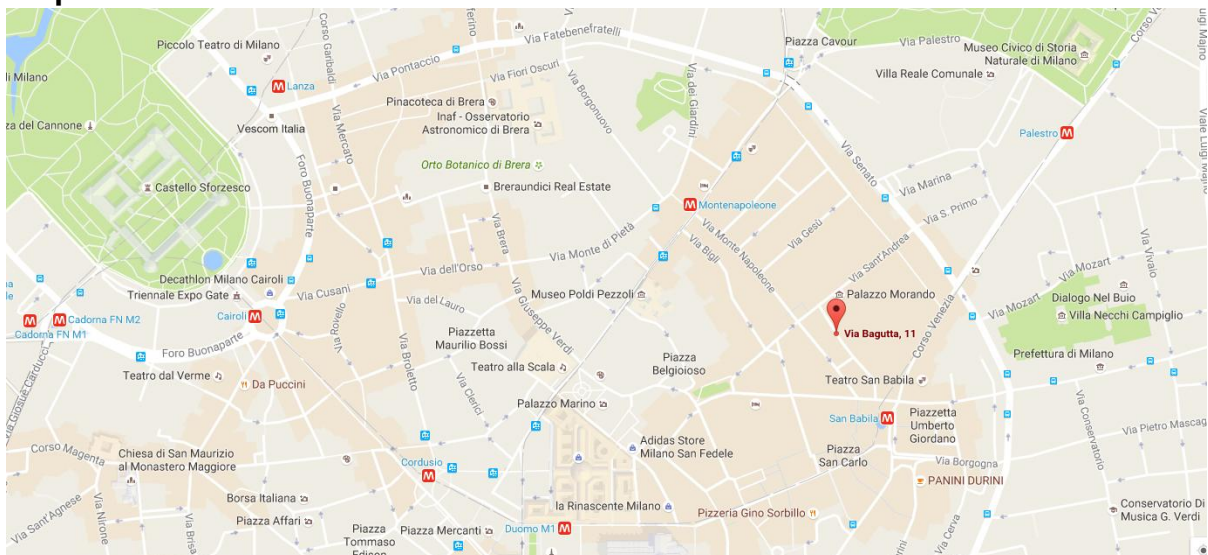 Piccolo Teatro di Milano
Corso Garibaldi
Via Fatebenefratelli
Piazza Cavour
Via Palestro
Museo Civico di Storia
Naturale di Milano
Villa Reale Comunale
Lanza
Via Pontaccio
Via Fiori Oscuri
Via Borgonuovo
Via dei Giardini
Pinacoteca di Brera
Inaf - Osservatorio
Astronomico di Brera
Vescom Italia
Via Mercato
Palestro
Viale Luigi Majno
Orto Botanico di Brera
Breraundici Real Estate
Castello Sforzesco
Foro Buonaparte
Via Senato
Via Marina
Via S. Primo
Montenapoleone
Via Monte Napoleone
Via Gesù
Via Sant'Andrea
Via Bigli
Via Brera
Via Monte di Pietà
Via dell'Orso
Via Mozart
Via Vivaio
Decathlon Milano Cairoli
Triennale Expo Gate
Via Cusani
Via del Lauro
Via Giuseppe Verdi
Museo Poldi Pezzoli
Palazzo Morando
Via Mozart
Dialogo Nel Buio
Villa Necchi Campiglio
Cadorna FN M2
Cadorna FN M1
Cairoli
Via Rovello
Via Broletto
Piazzetta
Maurilio Bossi
Via Bagutta, 11
Corso Venezia
Foro Buonaparte
Via Giosuè Carducci
Teatro dal Verme
Da Puccini
Teatro alla Scala
Piazza
Belgioioso
Prefettura di Milano
Teatro San Babila
Via Clerici
Palazzo Marino
San Babila
Piazzetta
Umberto
Giordano
Via Conservatorio
Corso Magenta
Chiesa di San Maurizio
al Monastero Maggiore
Cordusio
Adidas Store
Milano San Fedele
Piazza
San Carlo
Via Borgogna
PANINI DURINI
Via Sant'Agnese
Via Nirone
Via Brisa
Borsa Italiana
Piazza Affari
Piazza
Tommaso
Piazza Mercanti
Duomo M1
la Rinascente Milano
Pizzeria Gino Sorbillo
Via Cerva
Conservatorio Di
Musica G. Verdi